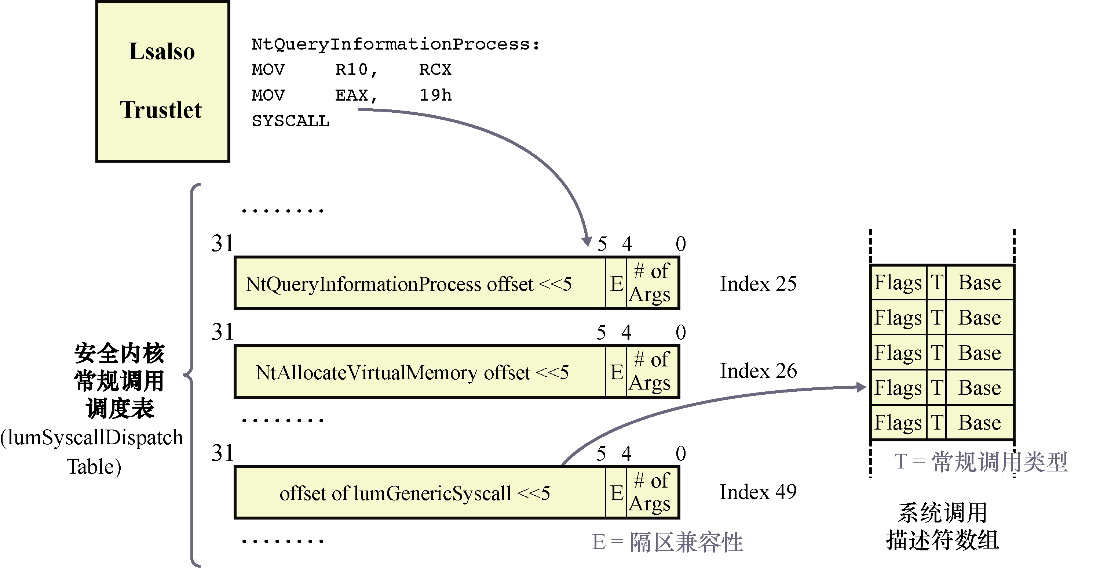 Lsalso
Trustlet
NtQueryInformationProcess:
MOV R10, RCX
MOV EAX, 19h
SYSCALL
........
31 5 4 0
NtQueryInformationProcess offset <<5 E # of Args
Index 25
31 5 4 0
NtAllocateVirtualMemory offset <<5 E # of Args
Index 26
........
31 5 4 0
offset of lumGenericSyscall <<5 E # of Args
Index 49
........
E = 隔区兼容性
安全内核
常规调用
调度表
(lumSyscallDispatch
Table)
Flags T Base
Flags T Base
Flags T Base
Flags T Base
Flags T Base
T = 常规调用类型
系统调用
描述符数组